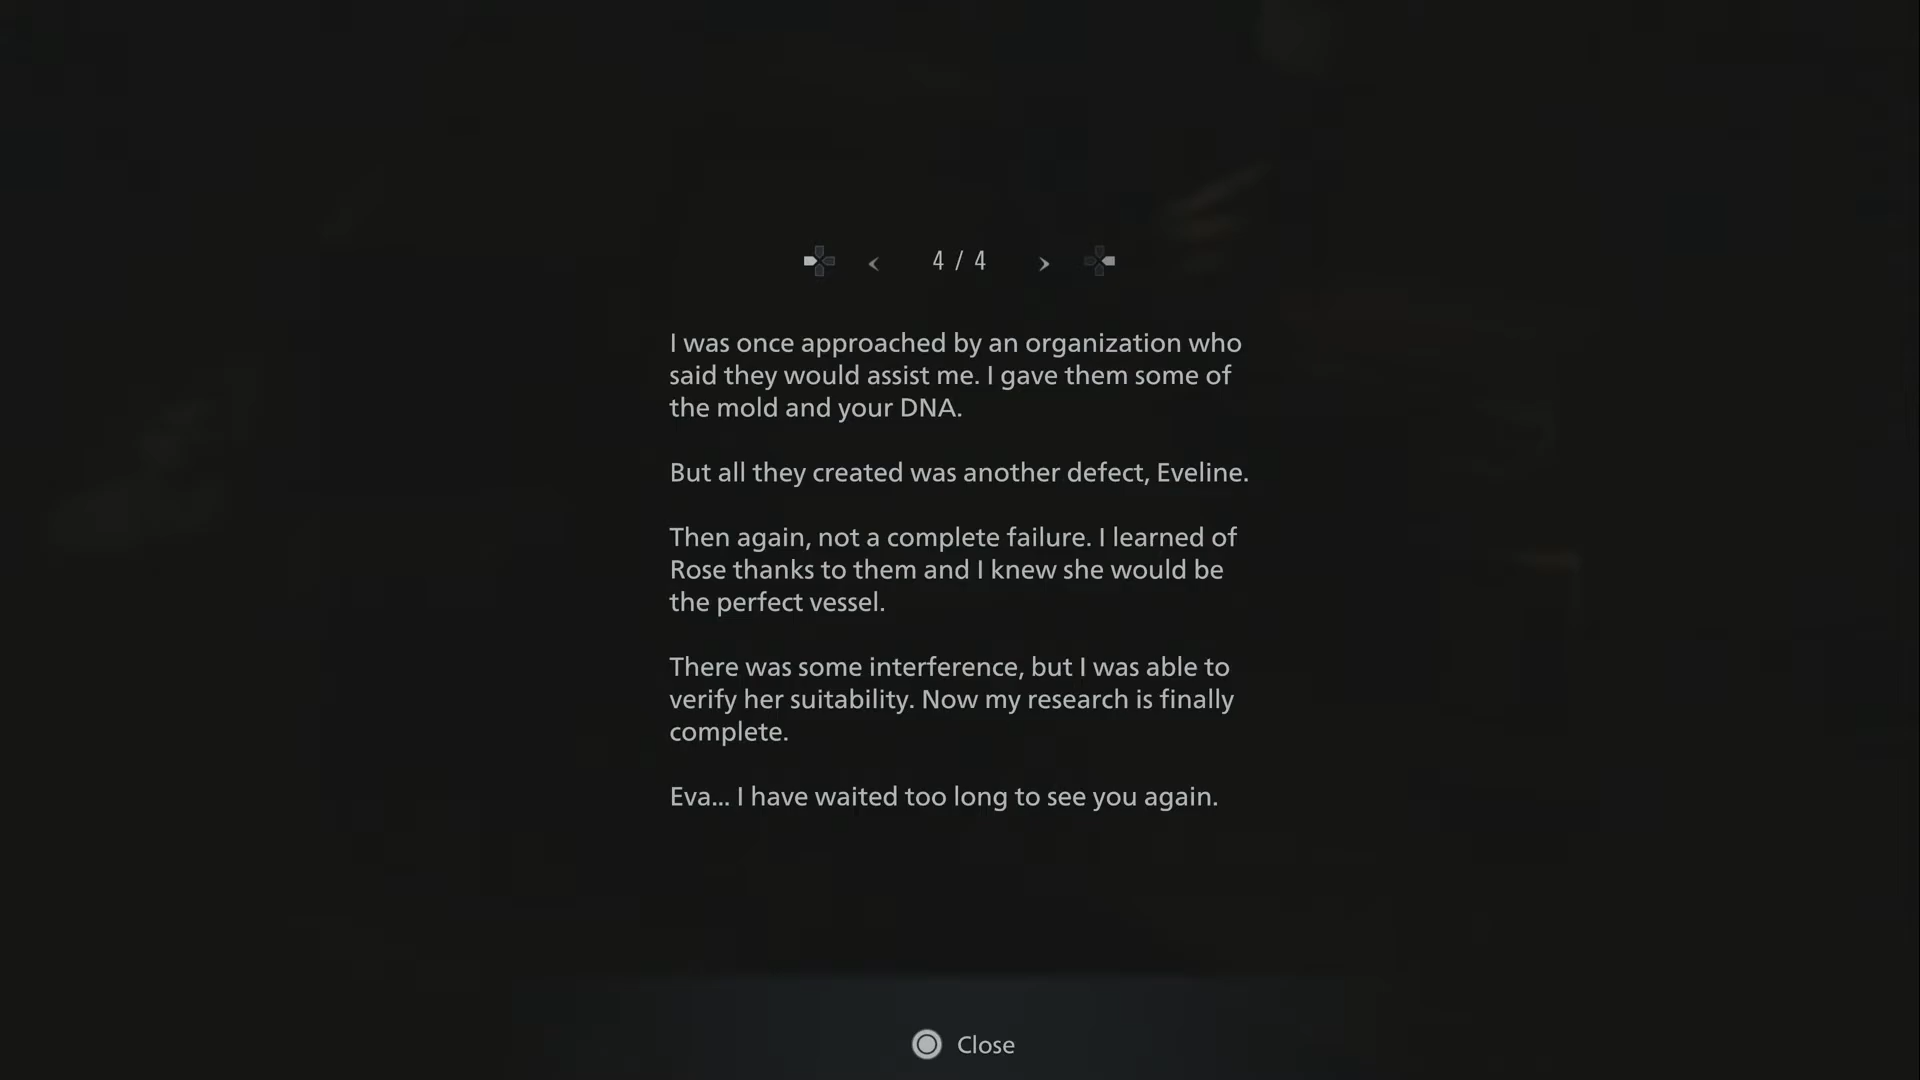 < 4 / 4 >
I was once approached by an organization who
said they would assist me. I gave them some of
the mold and your DNA.
But all they created was another defect, Eveline.
Then again, not a complete failure. I learned of
Rose thanks to them and I knew she would be
the perfect vessel.
There was some interference, but I was able to
verify her suitability. Now my research is finally
complete.
Eva... I have waited too long to see you again.
Close